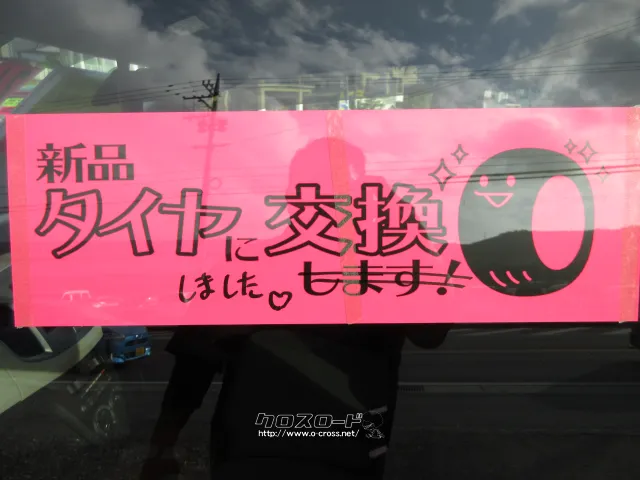 新品
タイヤに交換
しました♡ します!
クロスロード
http://www.o-cross.net/